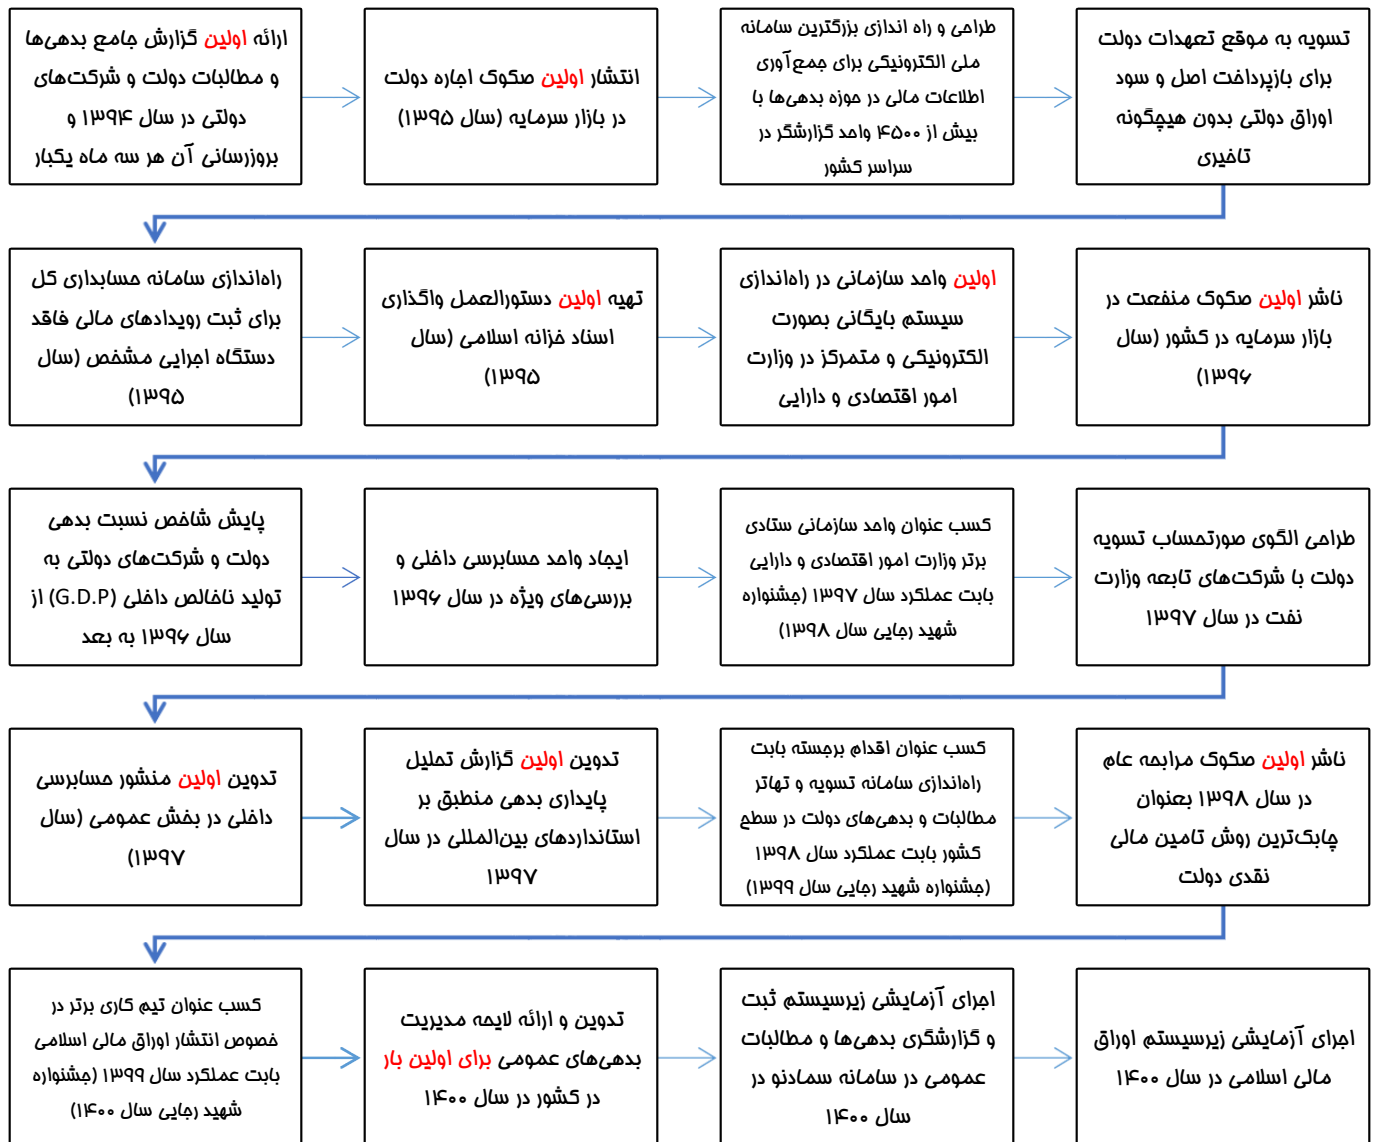 ارائه اولین گزارش جامع بدهی‌ها
و مطالبات دولت و شرکت‌های
دولتی در سال ۱۳۹۴ و
بروزرسانی آن هر سه ماه یکبار
انتشار اولین صکوک اجاره دولت
در بازار سرمایه (سال ۱۳۹۵)
طراحی و راه اندازی بزرگترین سامانه
ملی الکترونیکی برای جمع‌آوری
اطلاعات مالی در حوزه بدهی‌ها با
بیش از ۴۵۰۰ واحد گزارشگر در
سراسر کشور
تسویه به موقع تعهدات دولت
برای بازپرداخت اصل و سود
اوراق دولتی بدون هیچگونه
تاخیری
راه‌اندازی سامانه حسابداری کل
برای ثبت رویدادهای مالی فاقد
دستگاه اجرایی مشخص (سال
۱۳۹۵)
تهیه اولین دستورالعمل واگذاری
اسناد خزانه اسلامی (سال
۱۳۹۵)
اولین واحد سازمانی در راه‌اندازی
سیستم بایگانی بصورت
الکترونیکی و متمرکز در وزارت
امور اقتصادی و دارایی
ناشر اولین صکوک منفعت در
بازار سرمایه در کشور (سال
۱۳۹۶)
پایش شاخص نسبت بدهی
دولت و شرکت‌های دولتی به
تولید ناخالص داخلی (G.D.P) از
سال ۱۳۹۶ به بعد
ایجاد واحد حسابرسی داخلی و
بررسی‌های ویژه در سال ۱۳۹۶
کسب عنوان واحد سازمانی ستادی
برتر وزارت امور اقتصادی و دارایی
بابت عملکرد سال ۱۳۹۷ (جشنواره
شهید رجایی سال ۱۳۹۸)
طراحی الگوی صورتحساب تسویه
دولت با شرکت‌های تابعه وزارت
نفت در سال ۱۳۹۷
تدوین اولین منشور حسابرسی
داخلی در بخش عمومی (سال
۱۳۹۷)
تدوین اولین گزارش تحلیل
پایداری بدهی منطبق بر
استانداردهای بین‌المللی در سال
۱۳۹۷
کسب عنوان اقدام برجسته بابت
راه‌اندازی سامانه تسویه و تهاتر
مطالبات و بدهی‌های دولت در سطح
کشور بابت عملکرد سال ۱۳۹۸
(جشنواره شهید رجایی سال ۱۳۹۹)
ناشر اولین صکوک مرابحه عام
در سال ۱۳۹۸ بعنوان
چابک‌ترین روش تامین مالی
نقدی دولت
کسب عنوان تیم کاری برتر در
خصوص انتشار اوراق مالی اسلامی
بابت عملکرد سال ۱۳۹۹ (جشنواره
شهید رجایی سال ۱۴۰۰)
تدوین و ارائه لایحه مدیریت
بدهی‌های عمومی برای اولین بار
در کشور در سال ۱۴۰۰
اجرای آزمایشی زیرسیستم ثبت
و گزارشگری بدهی‌ها و مطالبات
عمومی در سامانه سمادنو در
سال ۱۴۰۰
اجرای آزمایشی زیرسیستم اوراق
مالی اسلامی در سال ۱۴۰۰